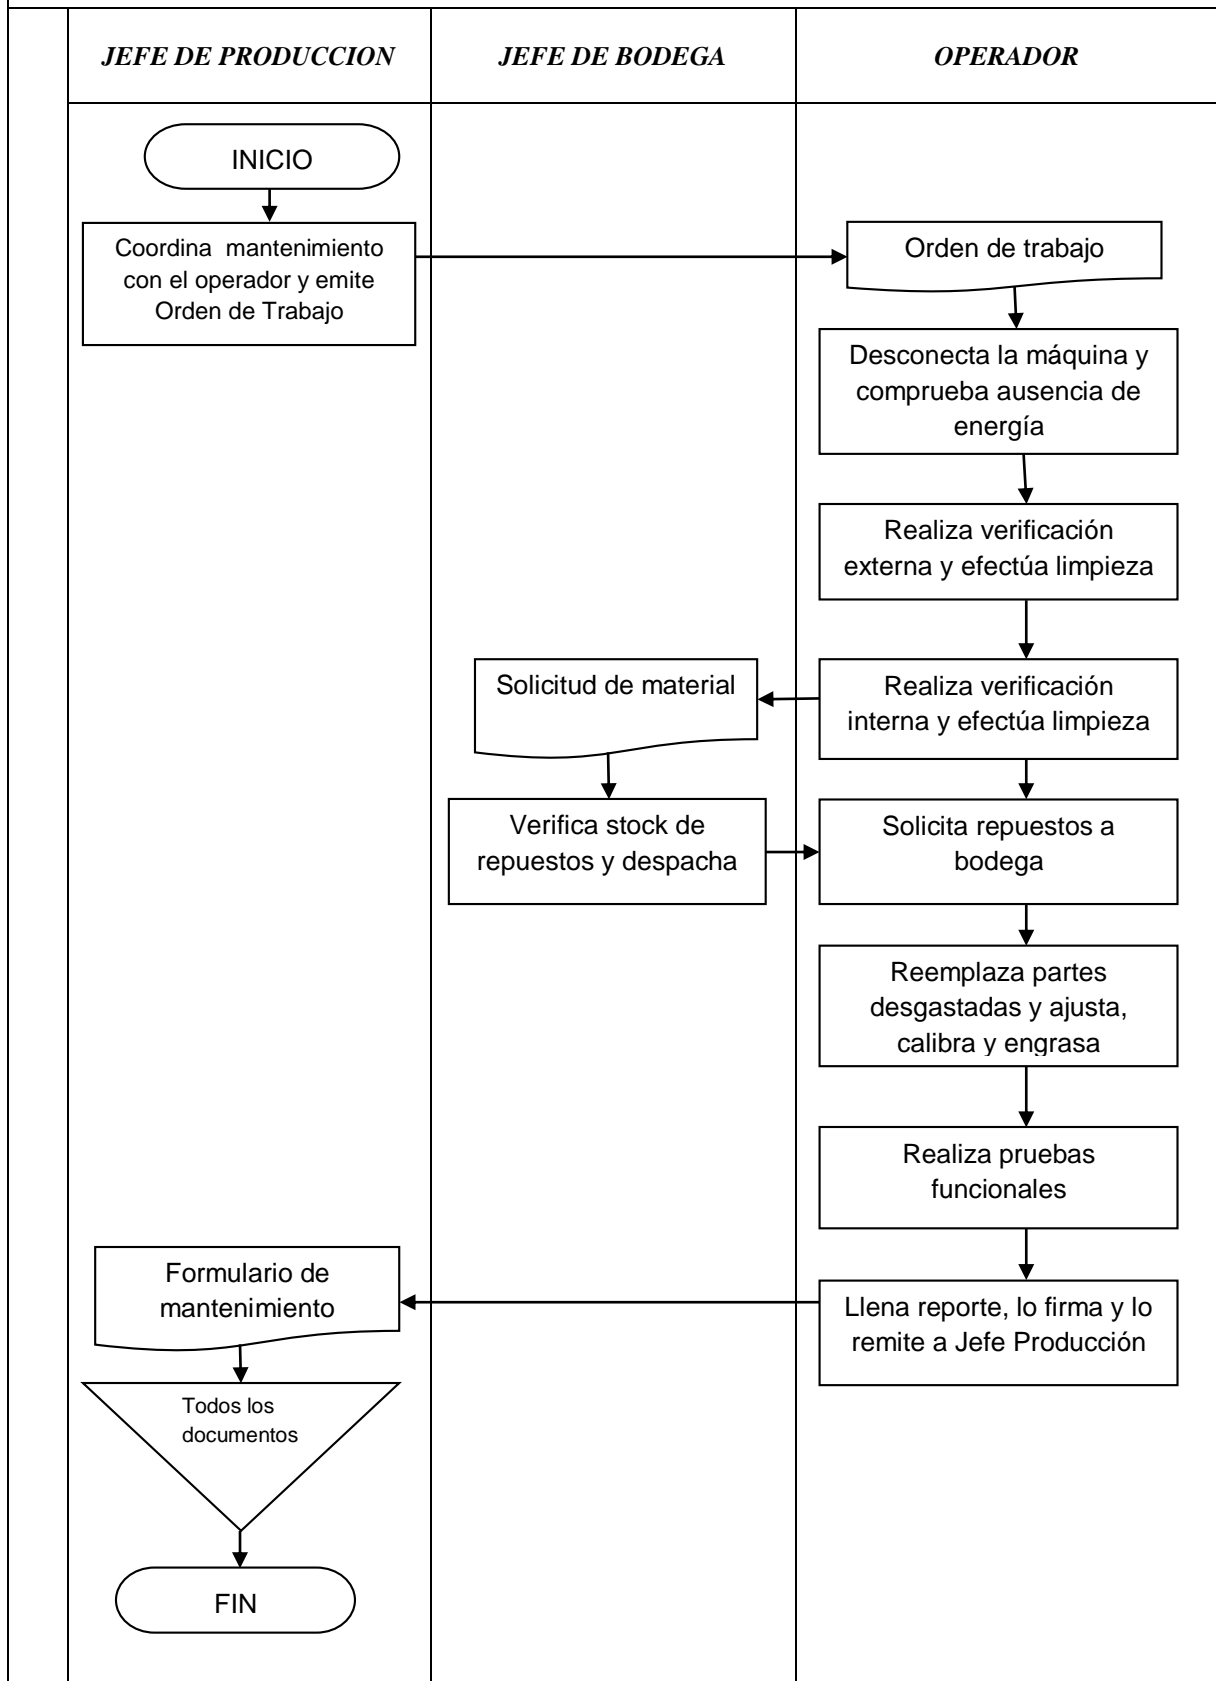 JEFE DE PRODUCCION
JEFE DE BODEGA
OPERADOR
INICIO
Coordina mantenimiento
con el operador y emite
Orden de Trabajo
Orden de trabajo
Desconecta la máquina y
comprueba ausencia de
energía
Realiza verificación
externa y efectúa limpieza
Realiza verificación
interna y efectúa limpieza
Solicitud de material
Verifica stock de
repuestos y despacha
Solicita repuestos a
bodega
Reemplaza partes
desgastadas y ajusta,
calibra y engrasa
Realiza pruebas
funcionales
Llena reporte, lo firma y lo
remite a Jefe Producción
Formulario de
mantenimiento
Todos los
documentos
FIN